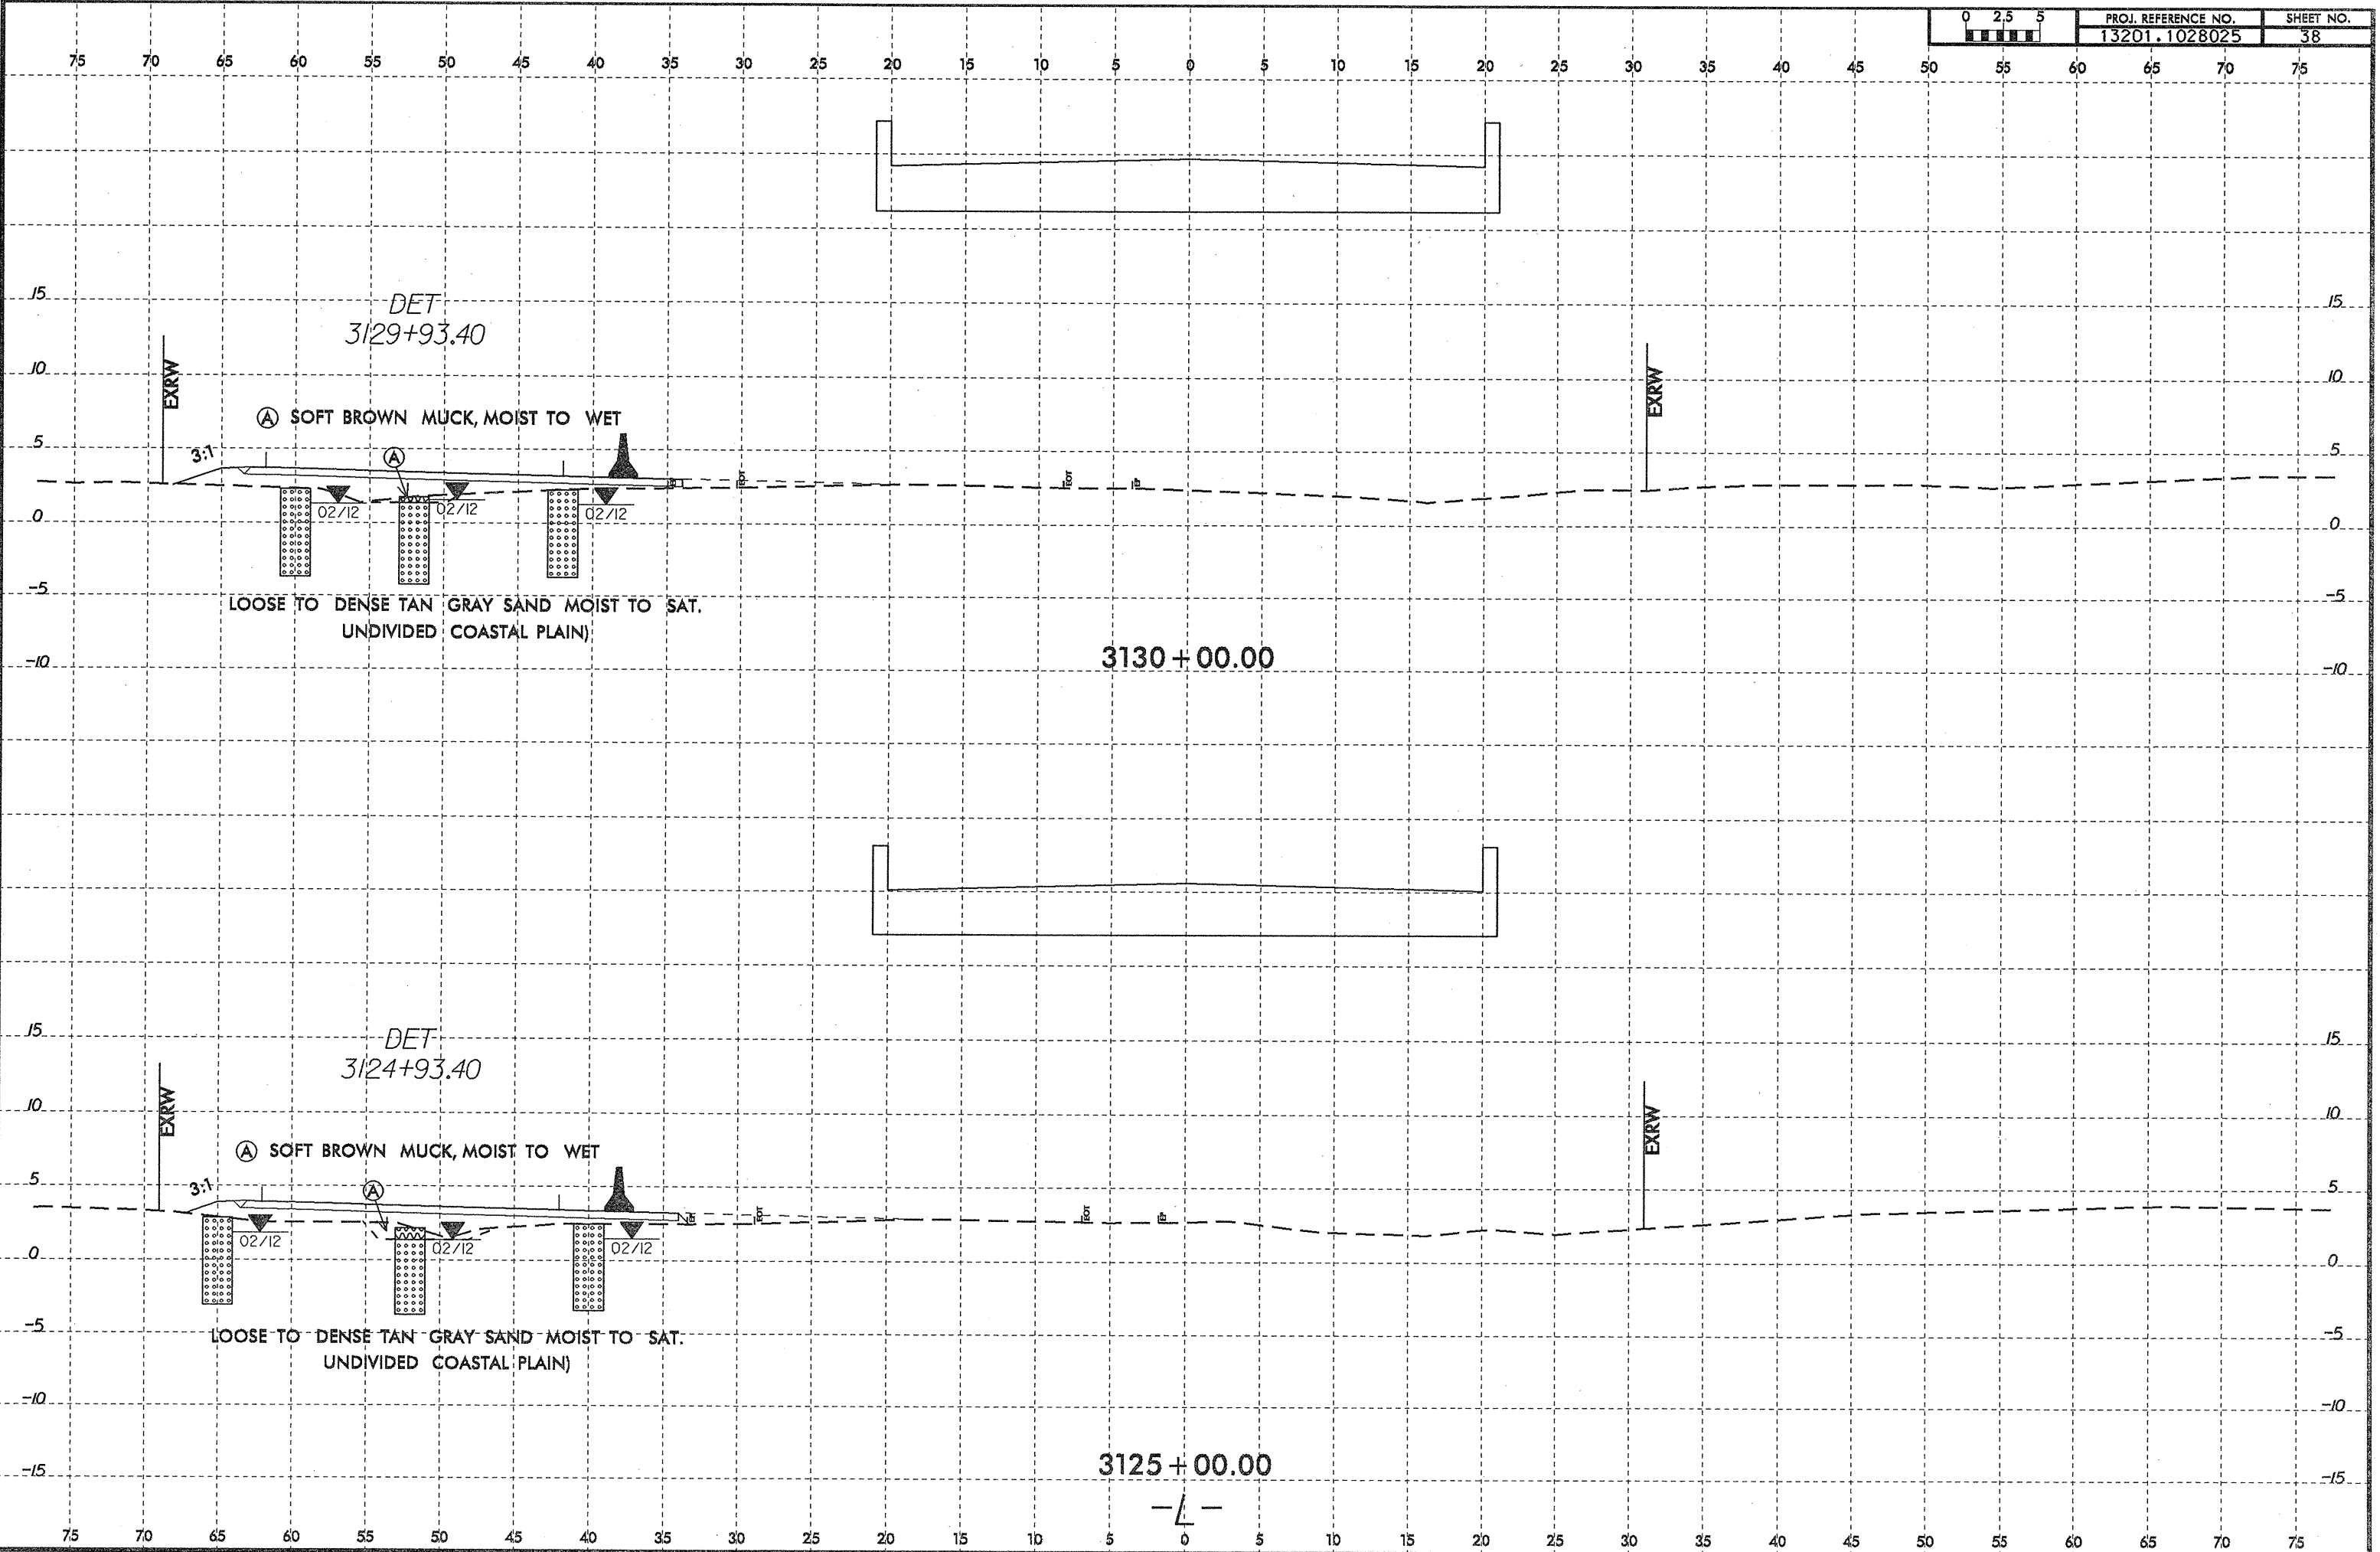 0 2.5 5
PROJ. REFERENCE NO. SHEET NO.
13201.1028025 38
75 70 65 60 55 50 45 40 35 30 25 20 15 10 5 0 5 10 15 20 25 30 35 40 45 50 55 60 65 70 75
15 15
DET
3129+93.40
10 10
EXRW EXRW
Ⓐ SOFT BROWN MUCK, MOIST TO WET
5 5
3:1
Ⓐ
EOT EOT EP
02/12 02/12 02/12
0 0
-5 -5
LOOSE TO DENSE TAN GRAY SAND MOIST TO SAT.
UNDIVIDED COASTAL PLAIN)
-10 -10
3130+00.00
15 15
DET
3124+93.40
10 10
EXRW EXRW
Ⓐ SOFT BROWN MUCK, MOIST TO WET
5 5
3:1
Ⓐ
EOT EOT EP
02/12 02/12 02/12
0 0
-5 -5
LOOSE TO DENSE TAN GRAY SAND MOIST TO SAT.
UNDIVIDED COASTAL PLAIN)
-10 -10
3125+00.00
-15 -15
-L-
75 70 65 60 55 50 45 40 35 30 25 20 15 10 5 0 5 10 15 20 25 30 35 40 45 50 55 60 65 70 75